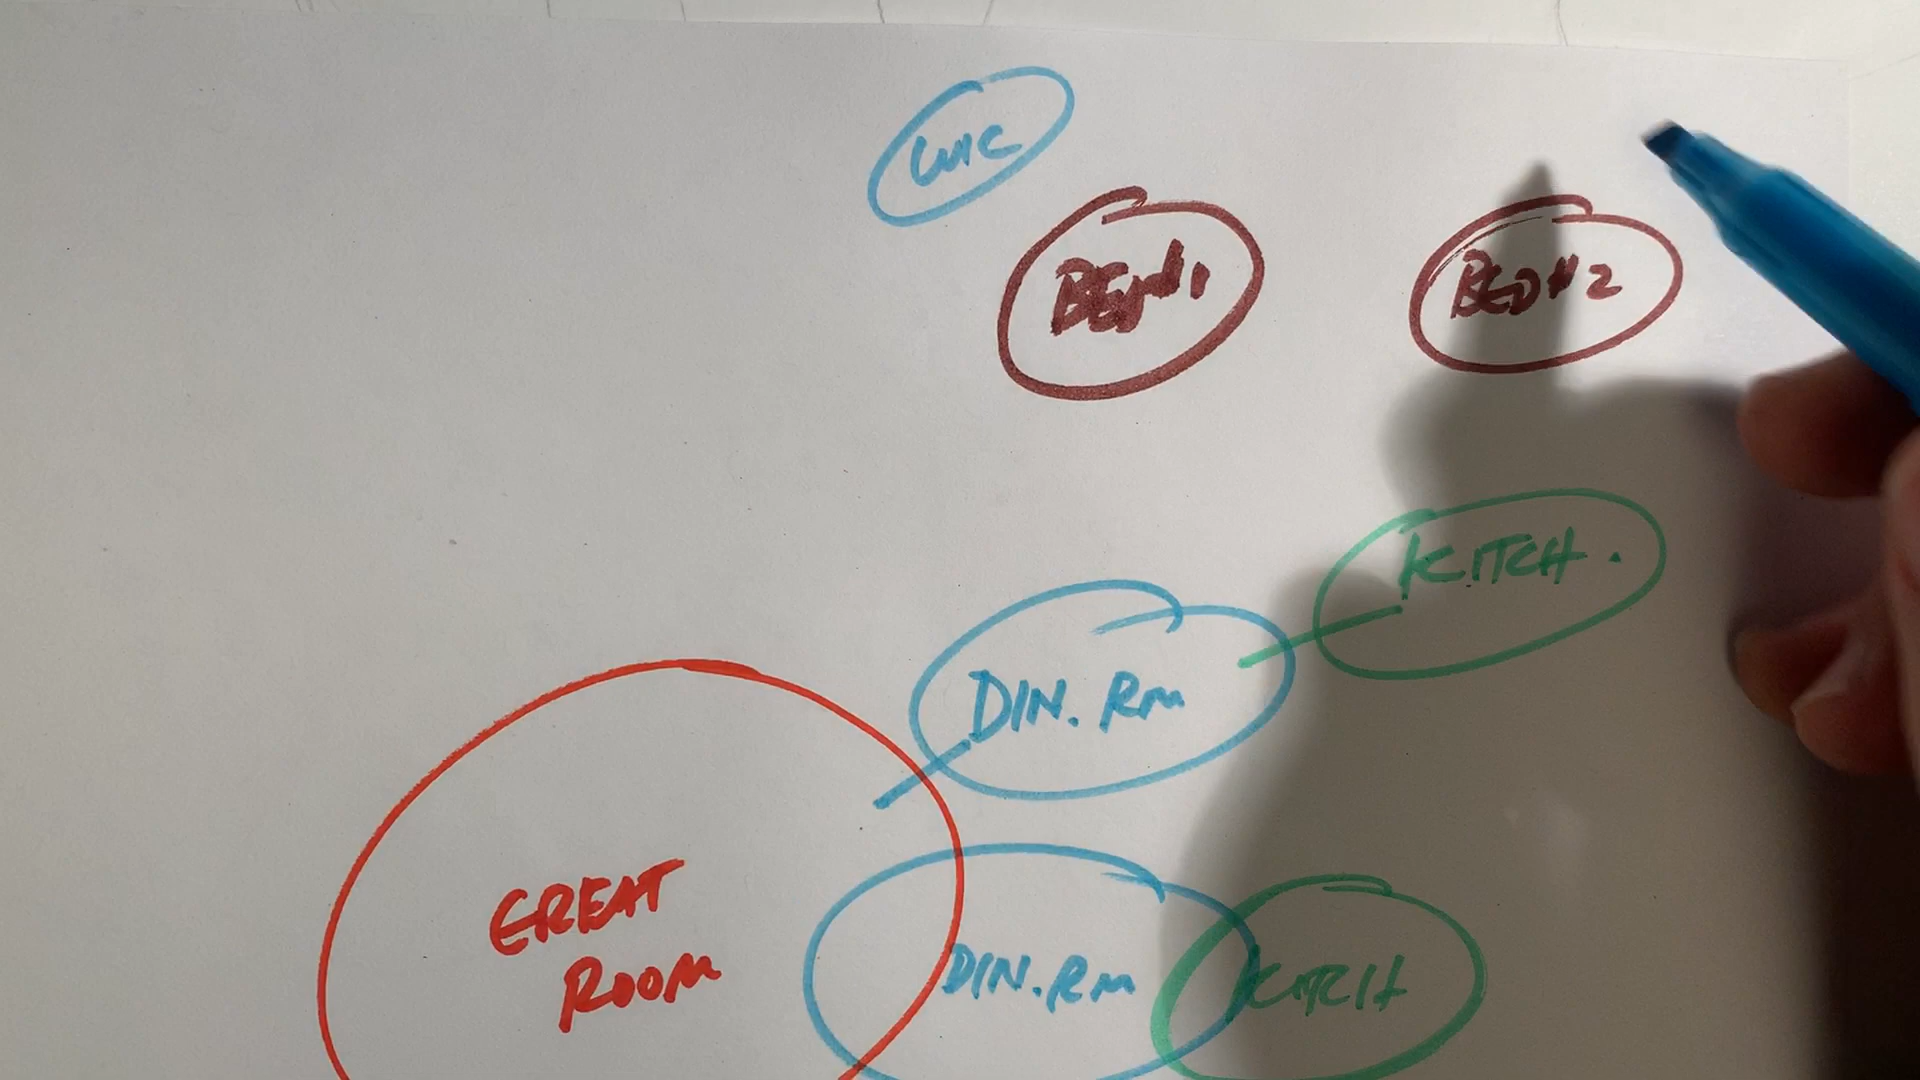 WIC
BED#1
BED#2
KITCH.
DIN. RM
GREAT
ROOM
DIN. RM
KITCH